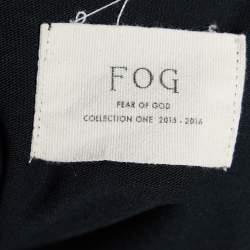 FOG
FEAR OF GOD
COLLECTION ONE 2015 - 2016